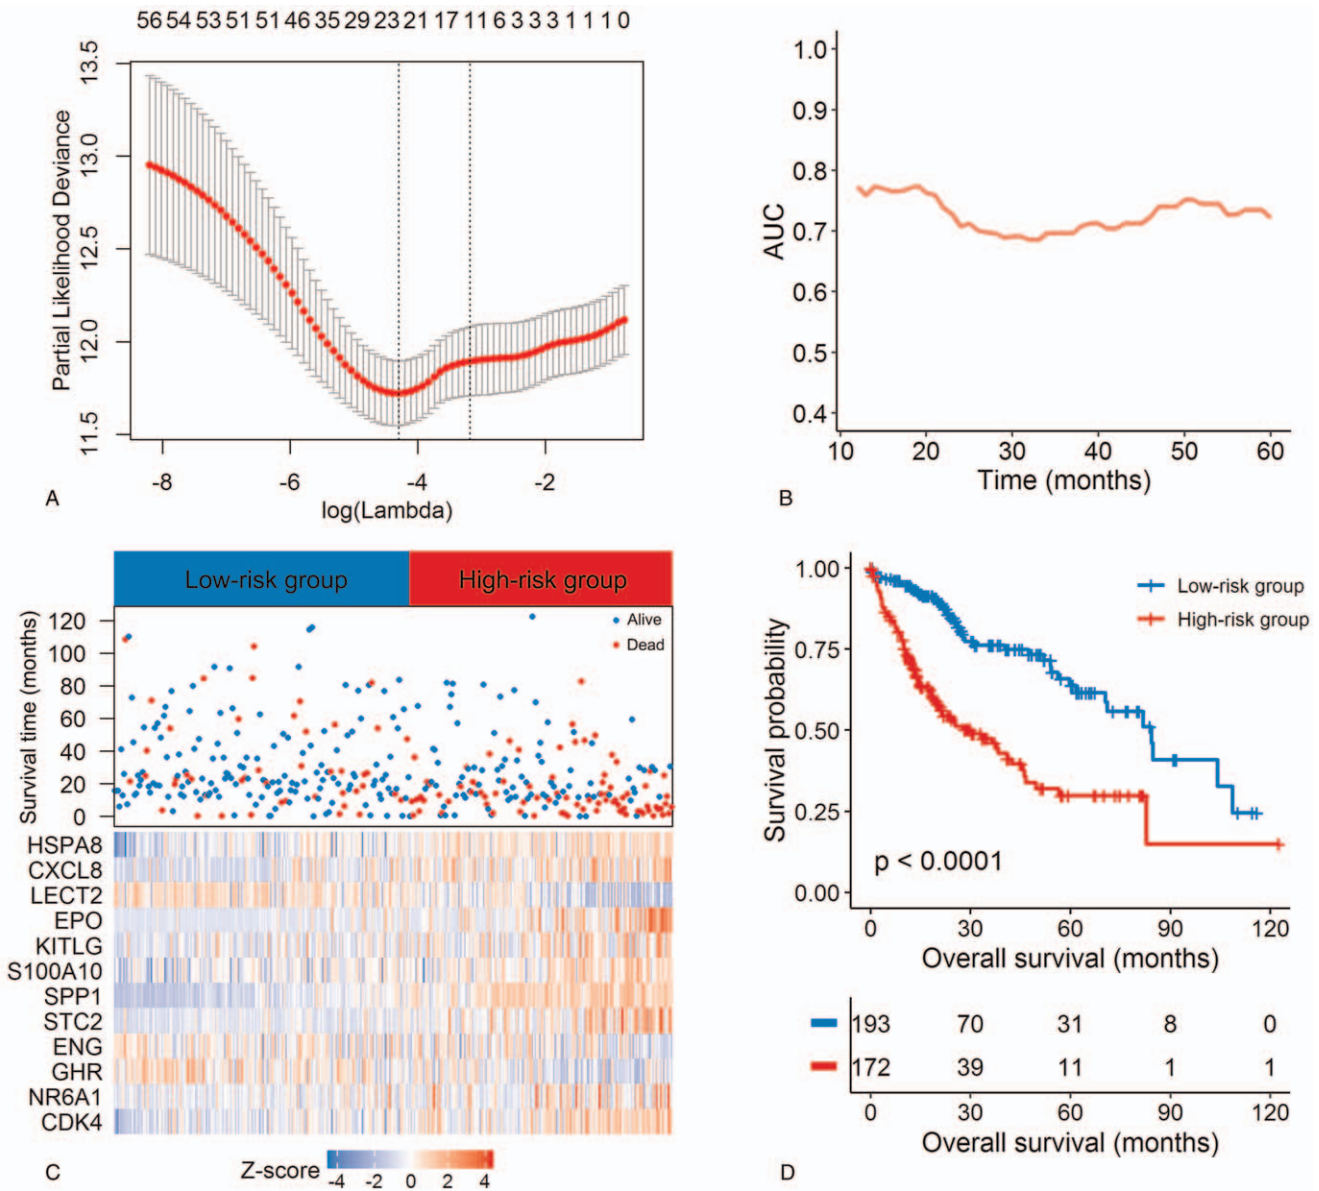 56 54 53 51 51 46 35 29 23 21 17 11 6 3 3 3 1 1 1 0
13.5
13.0
12.5
12.0
11.5
Partial Likelihood Deviance
-8 -6 -4 -2
log(Lambda)
A
1.0
0.9
0.8
0.7
0.6
0.5
0.4
AUC
10 20 30 40 50 60
Time (months)
B
Low-risk group High-risk group
Alive
Dead
120
100
80
60
40
20
0
Survival time (months)
HSPA8
CXCL8
LECT2
EPO
KITLG
S100A10
SPP1
STC2
ENG
GHR
NR6A1
CDK4
Z-score
-4 -2 0 2 4
C
1.00
0.75
0.50
0.25
0.00
Survival probability
Low-risk group
High-risk group
p < 0.0001
0 30 60 90 120
Overall survival (months)
193 70 31 8 0
172 39 11 1 1
0 30 60 90 120
Overall survival (months)
D